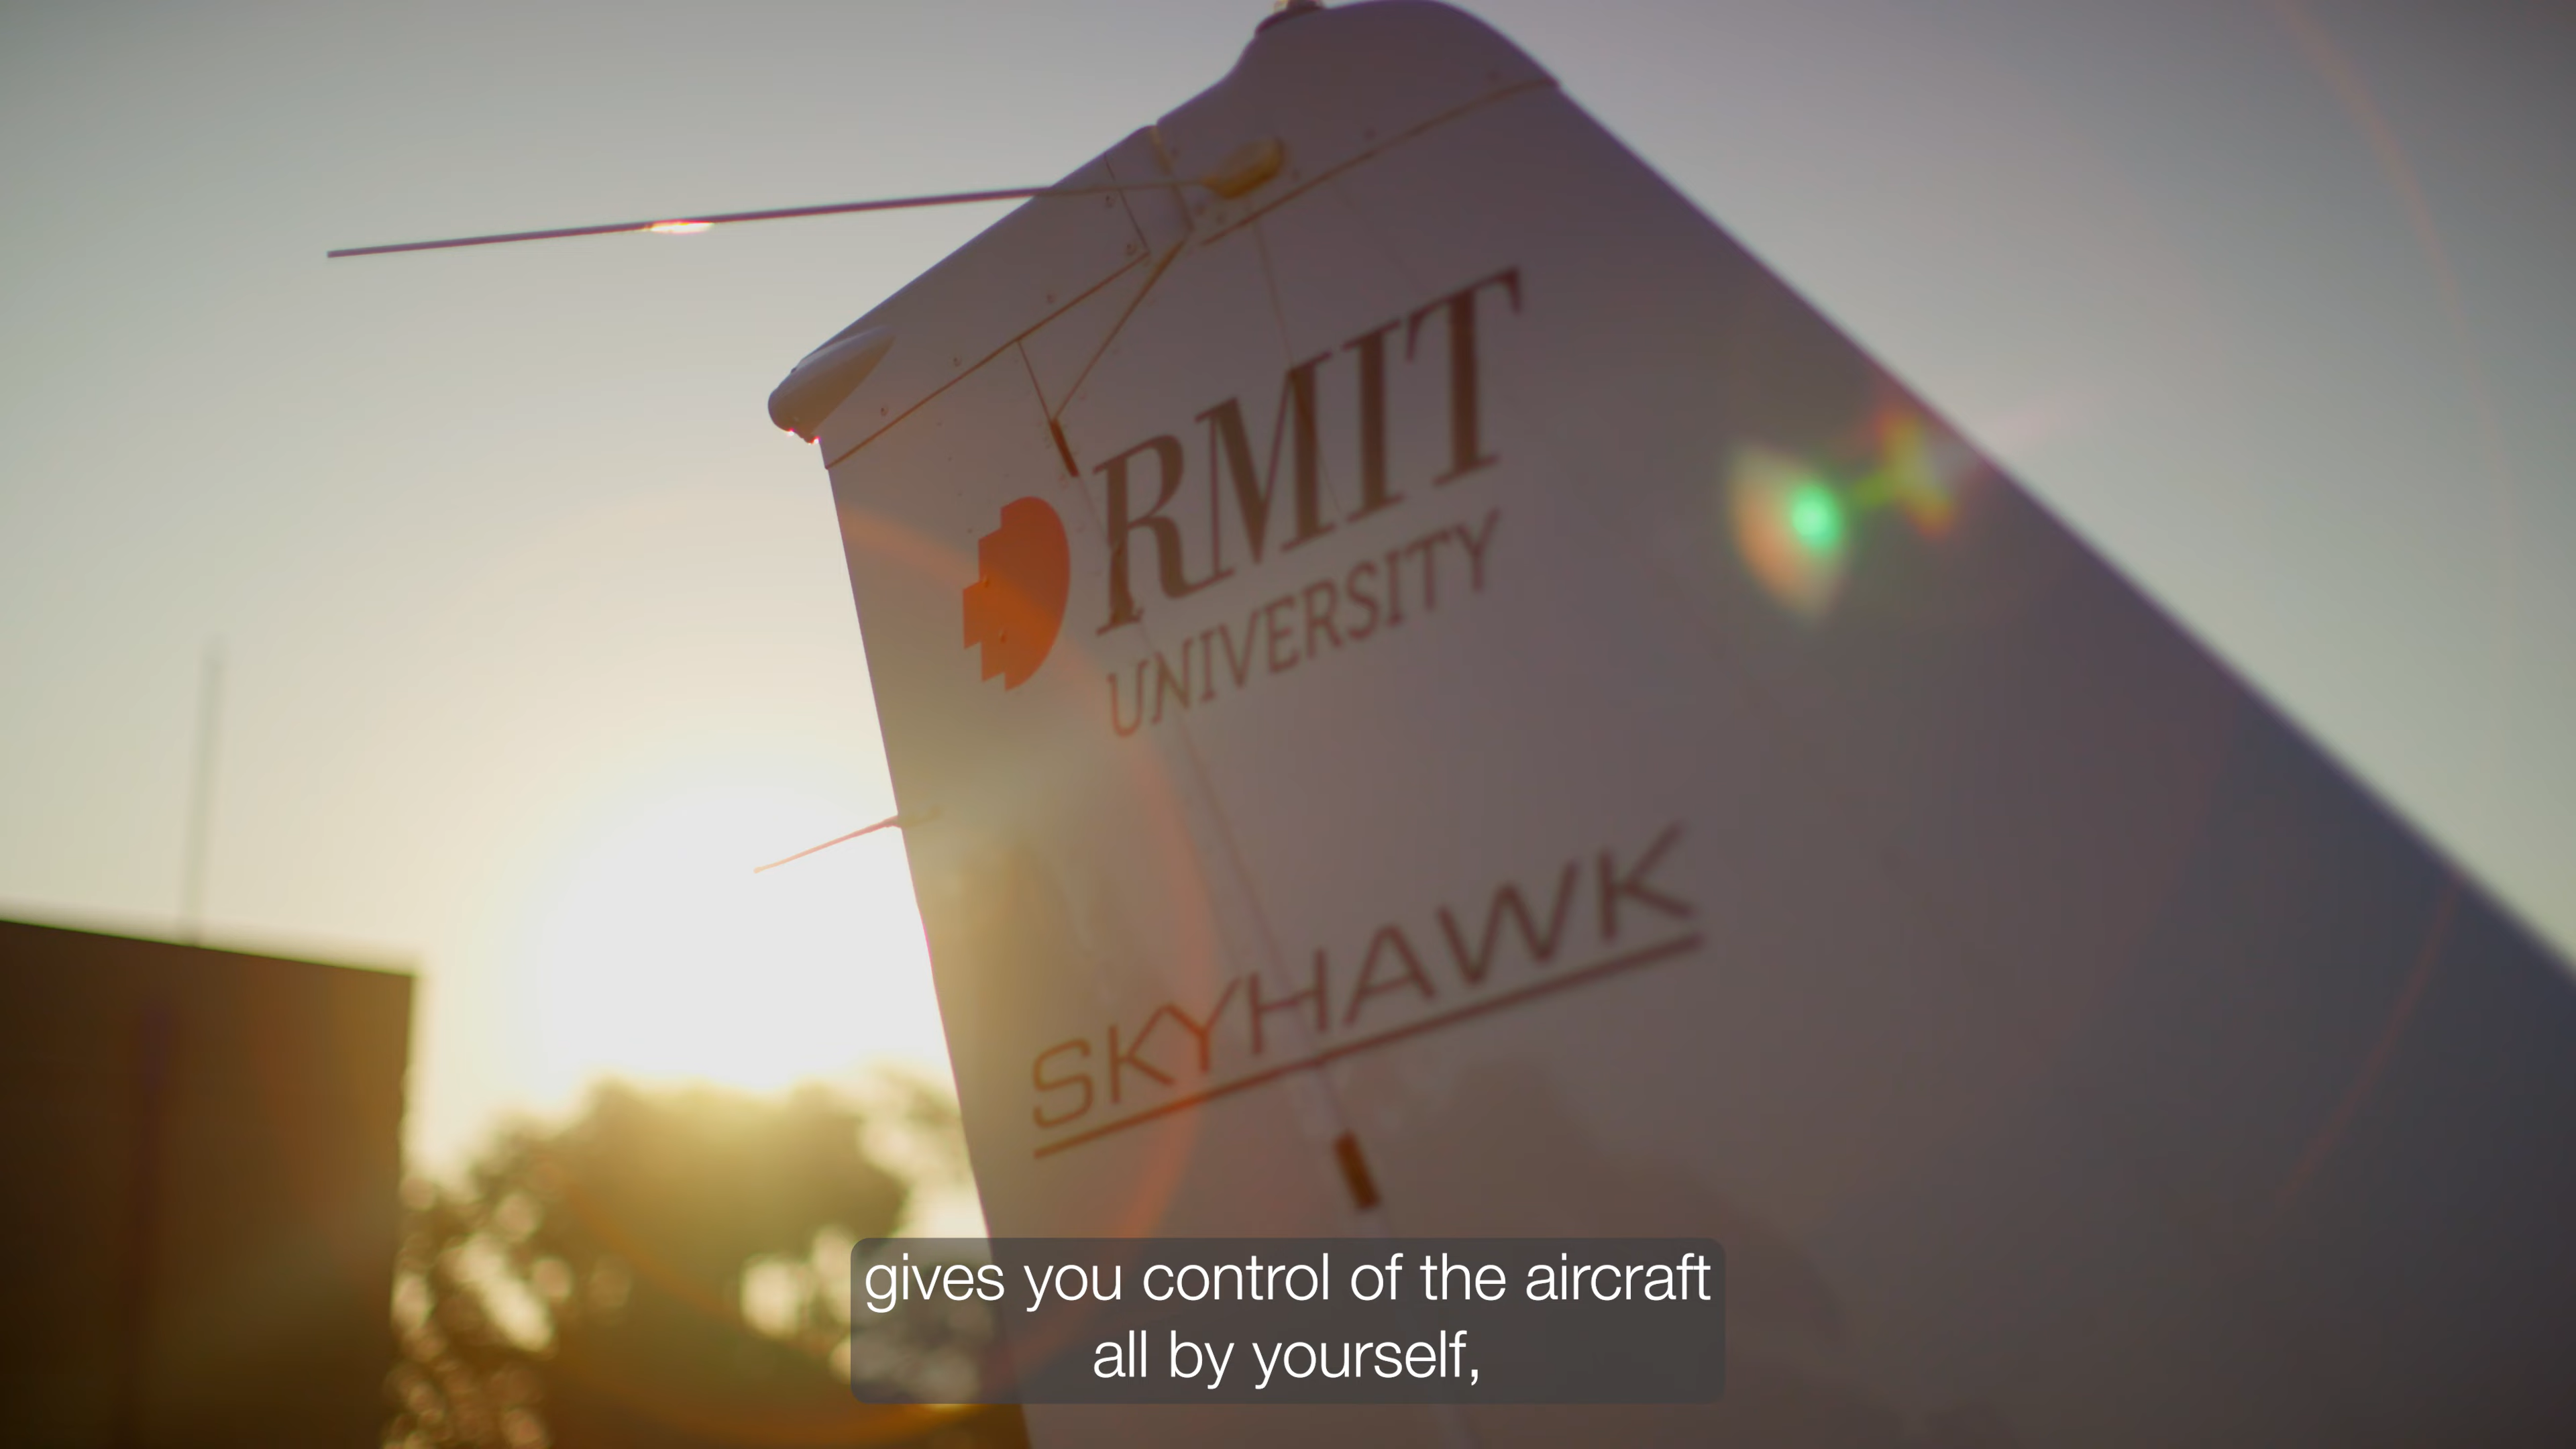 RMIT
UNIVERSITY
SKYHAWK
gives you control of the aircraft
all by yourself,